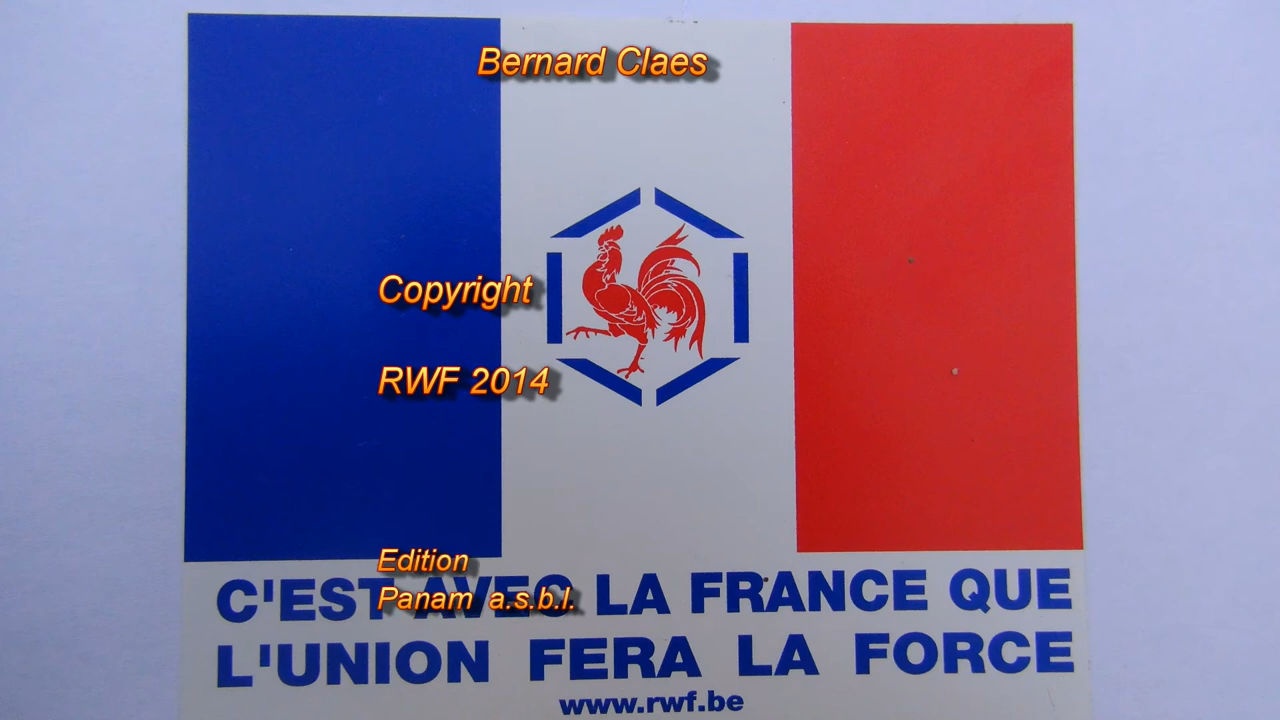 Bernard Claes
Copyright
RWF 2014
Edition
Panam a.s.b.l.
C'EST AVEC LA FRANCE QUE
L'UNION FERA LA FORCE
www.rwf.be